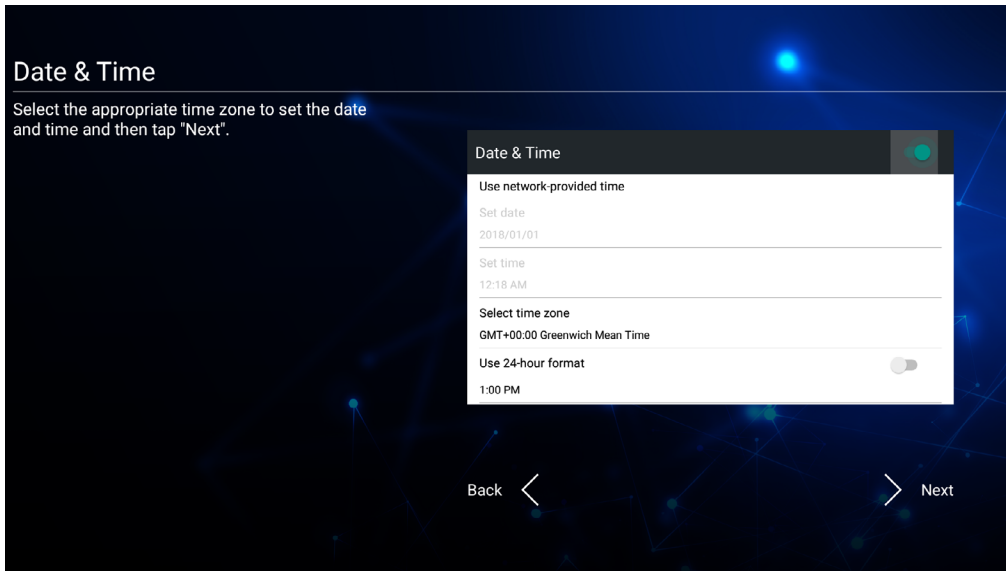 Date & Time
Select the appropriate time zone to set the date
and time and then tap "Next".
Date & Time
Use network-provided time
Set date
2018/01/01
Set time
12:18 AM
Select time zone
GMT+00:00 Greenwich Mean Time
Use 24-hour format
1:00 PM
Back
Next